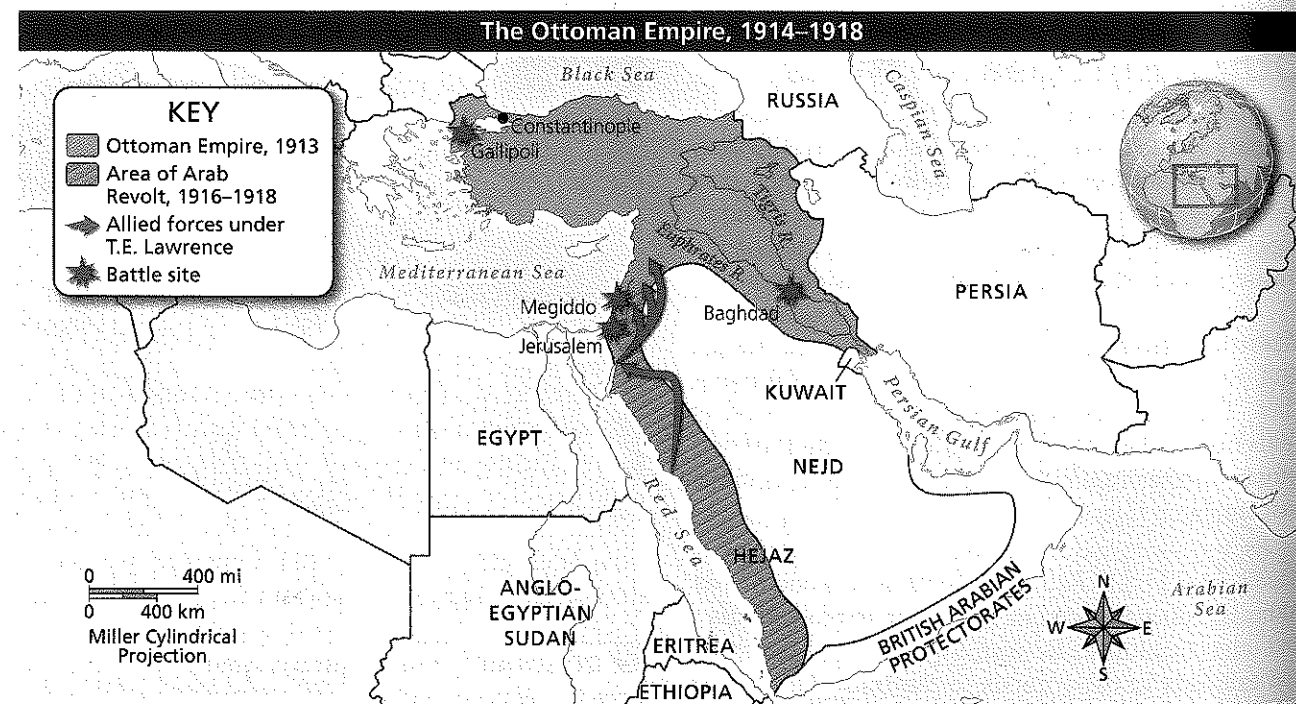 The Ottoman Empire, 1914–1918
KEY
Ottoman Empire, 1913
Area of Arab
Revolt, 1916–1918
Allied forces under
T.E. Lawrence
Battle site
Black Sea
RUSSIA
Caspian Sea
Constantinople
Gallipoli
Tigris R.
Euphrates R.
Mediterranean Sea
PERSIA
Megiddo
Baghdad
Jerusalem
KUWAIT
Persian Gulf
EGYPT
NEJD
Red Sea
HEJAZ
0 400 mi
0 400 km
Miller Cylindrical
Projection
ANGLO-
EGYPTIAN
SUDAN
BRITISH ARABIAN
PROTECTORATES
Arabian
Sea
N
W E
S
ERITREA
ETHIOPIA